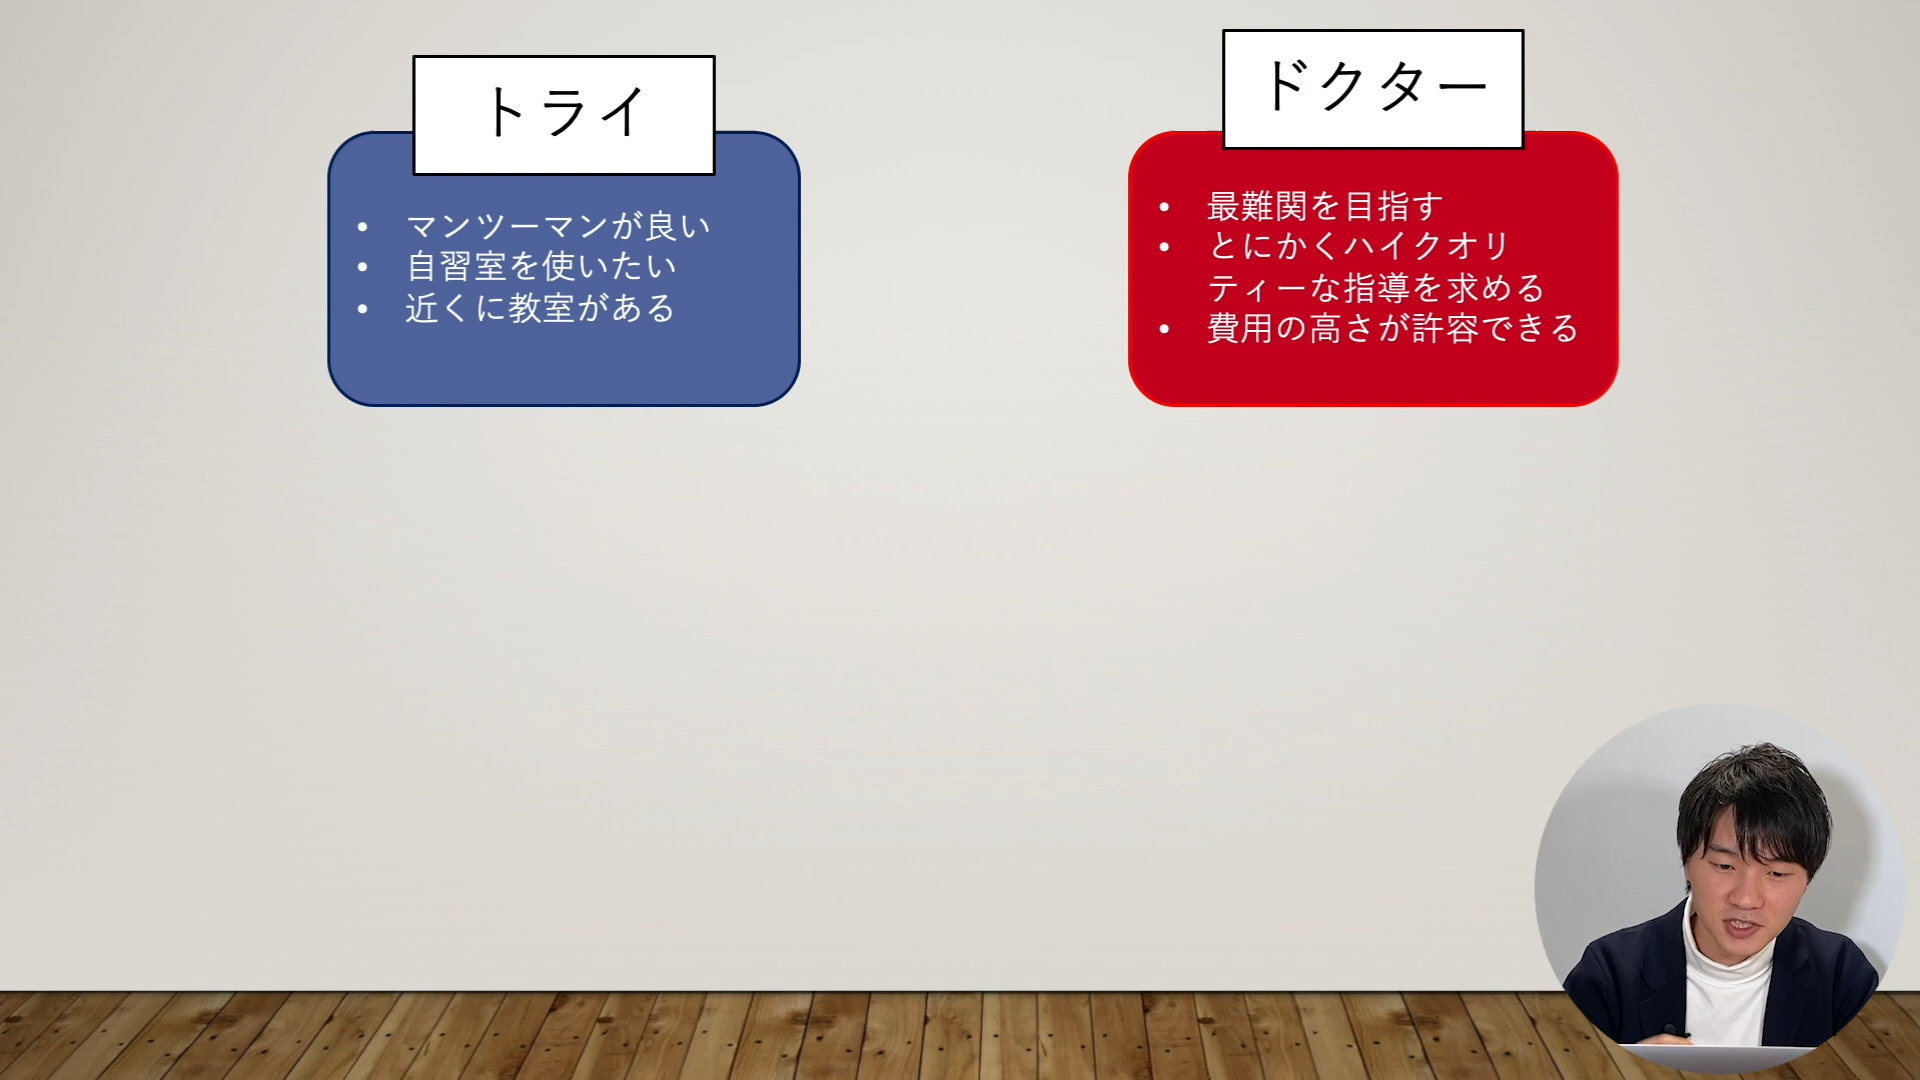 トライ
• マンツーマンが良い
• 自習室を使いたい
• 近くに教室がある
ドクター
• 最難関を目指す
• とにかくハイクオリ
ティーな指導を求める
• 費用の高さが許容できる